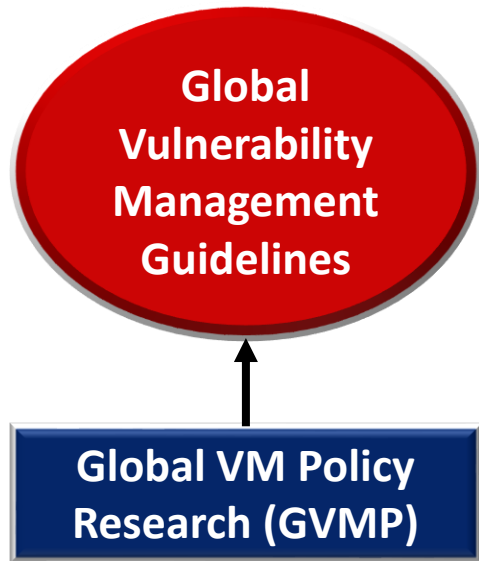 Global
Vulnerability
Management
Guidelines
Global VM Policy
Research (GVMP)